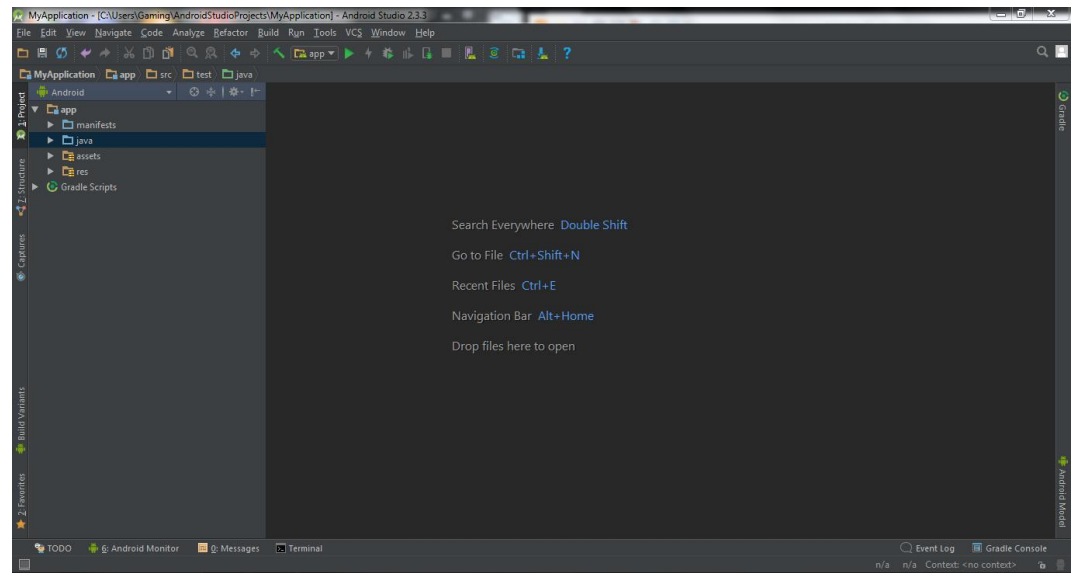 MyApplication - [C:\Users\Gaming\AndroidStudioProjects\MyApplication] - Android Studio 2.3.3
File Edit View Navigate Code Analyze Refactor Build Run Tools VCS Window Help
app
MyApplication app src test java
Android
1: Project
app
manifests
java
assets
res
Gradle Scripts
7: Structure
Captures
Build Variants
2: Favorites
Search Everywhere Double Shift
Go to File Ctrl+Shift+N
Recent Files Ctrl+E
Navigation Bar Alt+Home
Drop files here to open
Gradle
Android Model
TODO 6: Android Monitor 0: Messages Terminal Event Log Gradle Console
n/a n/a Context: <no context>